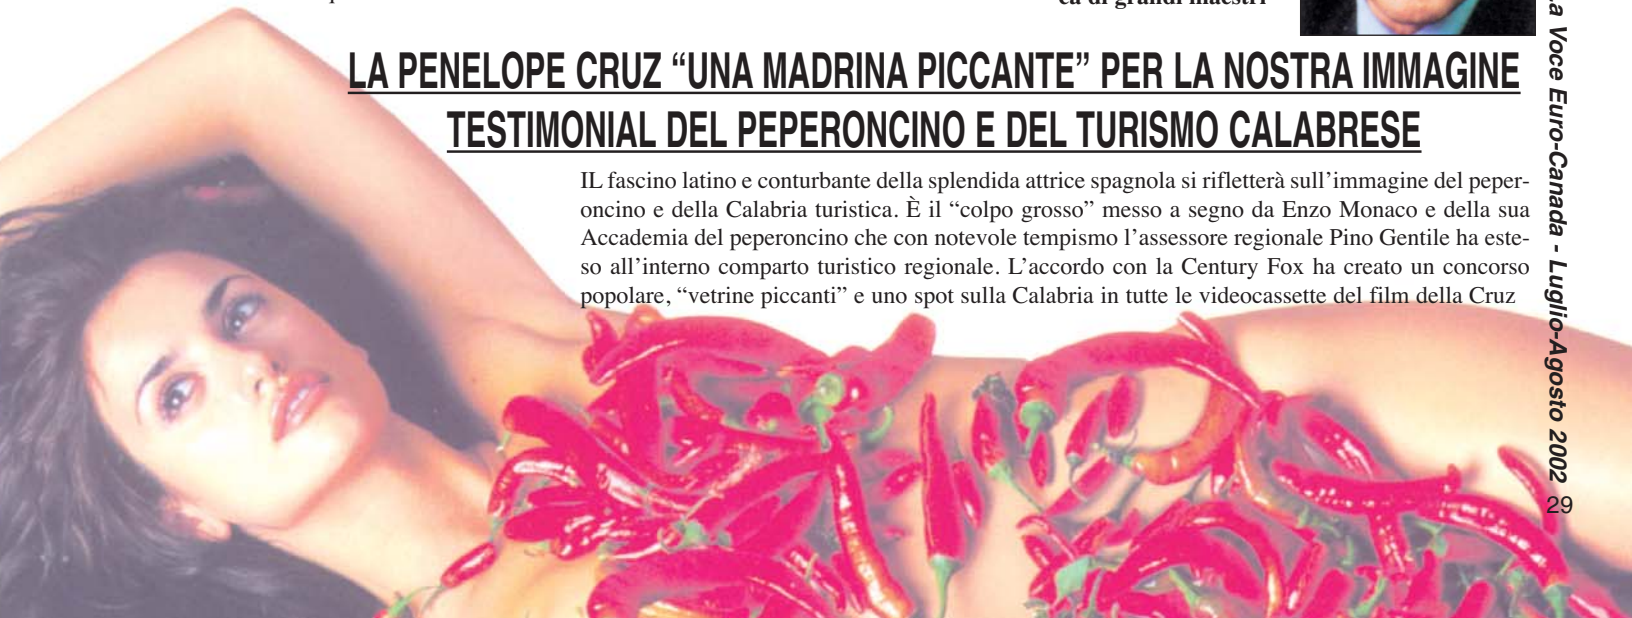 ca di grandi maestri
LA PENELOPE CRUZ “UNA MADRINA PICCANTE” PER LA NOSTRA IMMAGINE
TESTIMONIAL DEL PEPERONCINO E DEL TURISMO CALABRESE
IL fascino latino e conturbante della splendida attrice spagnola si rifletterà sull’immagine del peper-
oncino e della Calabria turistica. È il “colpo grosso” messo a segno da Enzo Monaco e della sua
Accademia del peperoncino che con notevole tempismo l’assessore regionale Pino Gentile ha este-
so all’interno comparto turistico regionale. L’accordo con la Century Fox ha creato un concorso
popolare, “vetrine piccanti” e uno spot sulla Calabria in tutte le videocassette del film della Cruz
a Voce Euro-Canada - Luglio-Agosto 2002
29